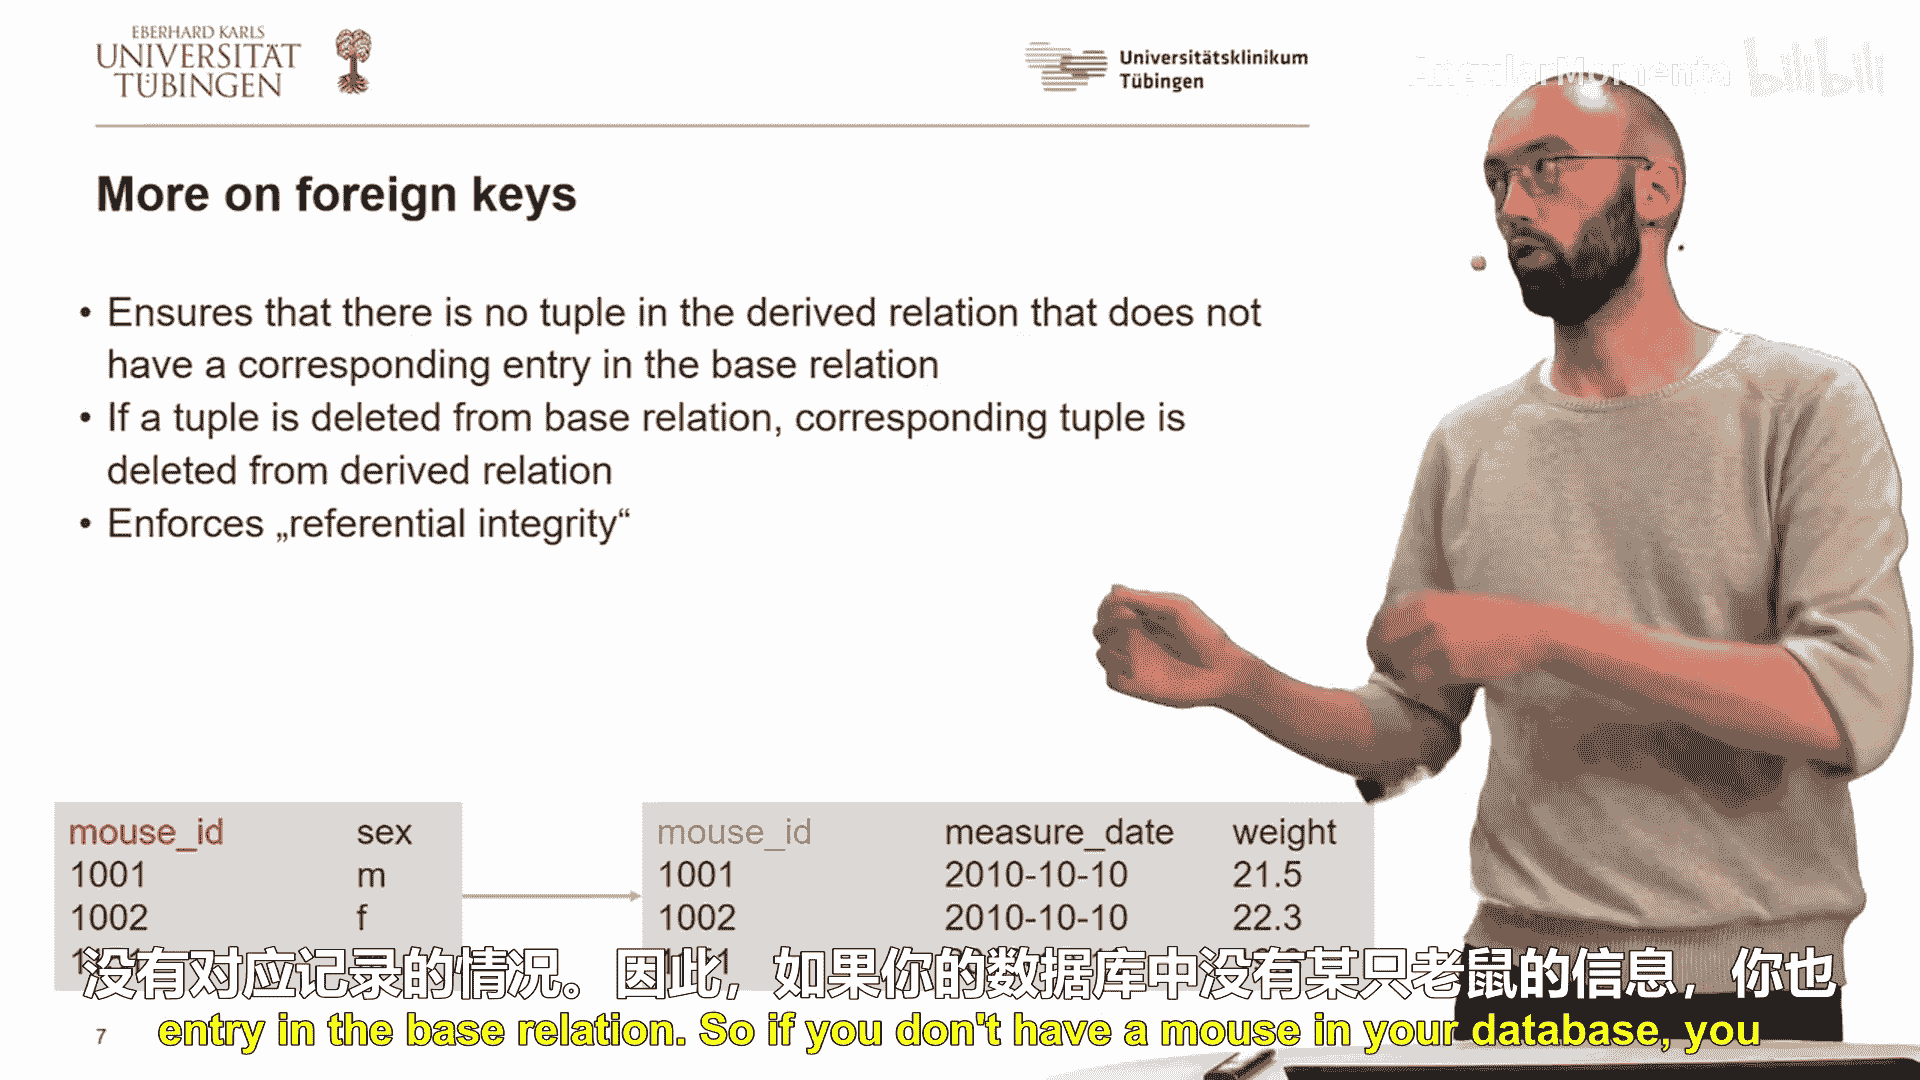 EBERHARD KARLS
UNIVERSITÄT
TÜBINGEN
Universitätsklinikum
Tübingen
AngularMomenta bilibili
More on foreign keys
• Ensures that there is no tuple in the derived relation that does not
have a corresponding entry in the base relation
• If a tuple is deleted from base relation, corresponding tuple is
deleted from derived relation
• Enforces „referential integrity“
mouse_id sex
1001 m
1002 f
mouse_id measure_date weight
1001 2010-10-10 21.5
1002 2010-10-10 22.3
没有对应记录的情况。因此，如果你的数据库中没有某只老鼠的信息，你也
7
entry in the base relation. So if you don't have a mouse in your database, you